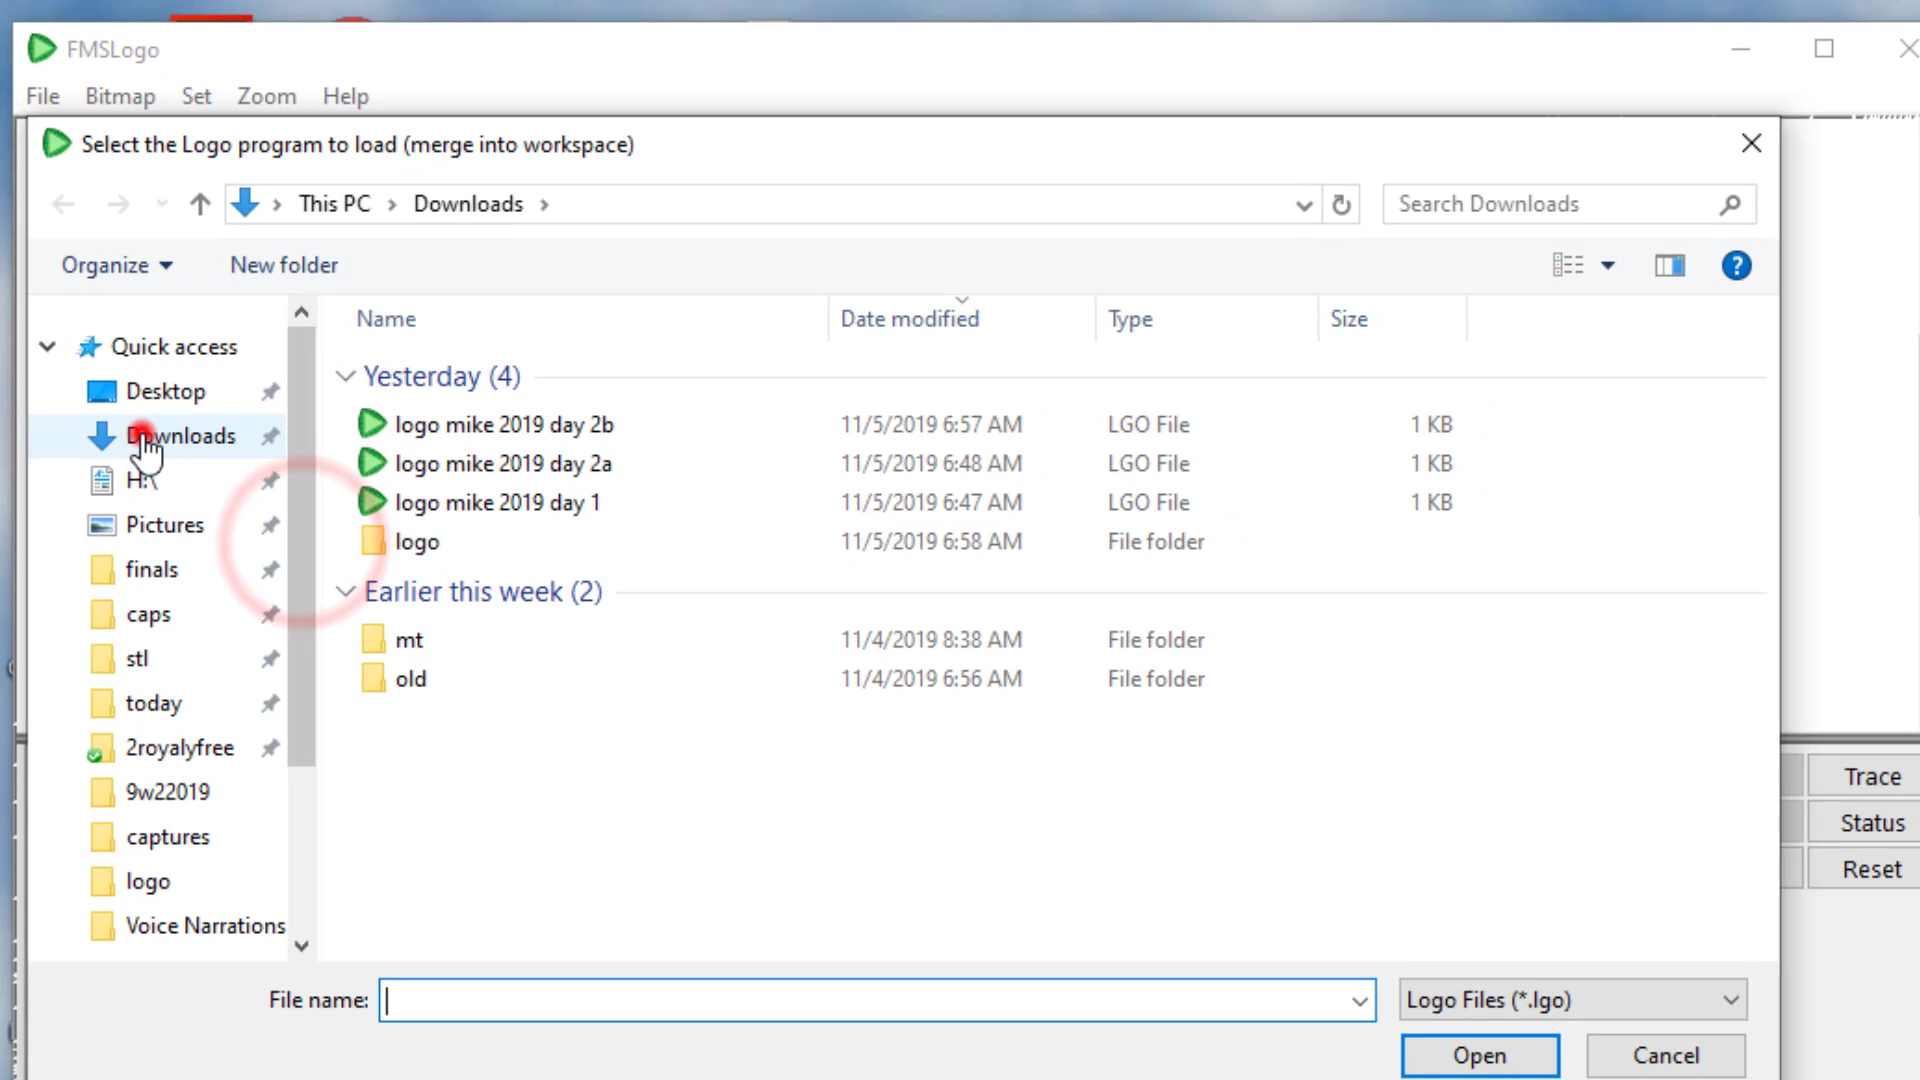 FMSLogo
File Bitmap Set Zoom Help
Select the Logo program to load (merge into workspace)
This PC > Downloads >
Search Downloads
Organize
New folder
?
Name
Date modified
Type
Size
Quick access
Desktop
Downloads
Pictures
finals
caps
stl
today
2royalyfree
9w22019
captures
logo
Voice Narrations
Yesterday (4)
logo mike 2019 day 2b 11/5/2019 6:57 AM LGO File 1 KB
logo mike 2019 day 2a 11/5/2019 6:48 AM LGO File 1 KB
logo mike 2019 day 1 11/5/2019 6:47 AM LGO File 1 KB
logo 11/5/2019 6:58 AM File folder
Earlier this week (2)
mt 11/4/2019 8:38 AM File folder
old 11/4/2019 6:56 AM File folder
Trace
Status
Reset
File name:
Logo Files (*.lgo)
Open
Cancel